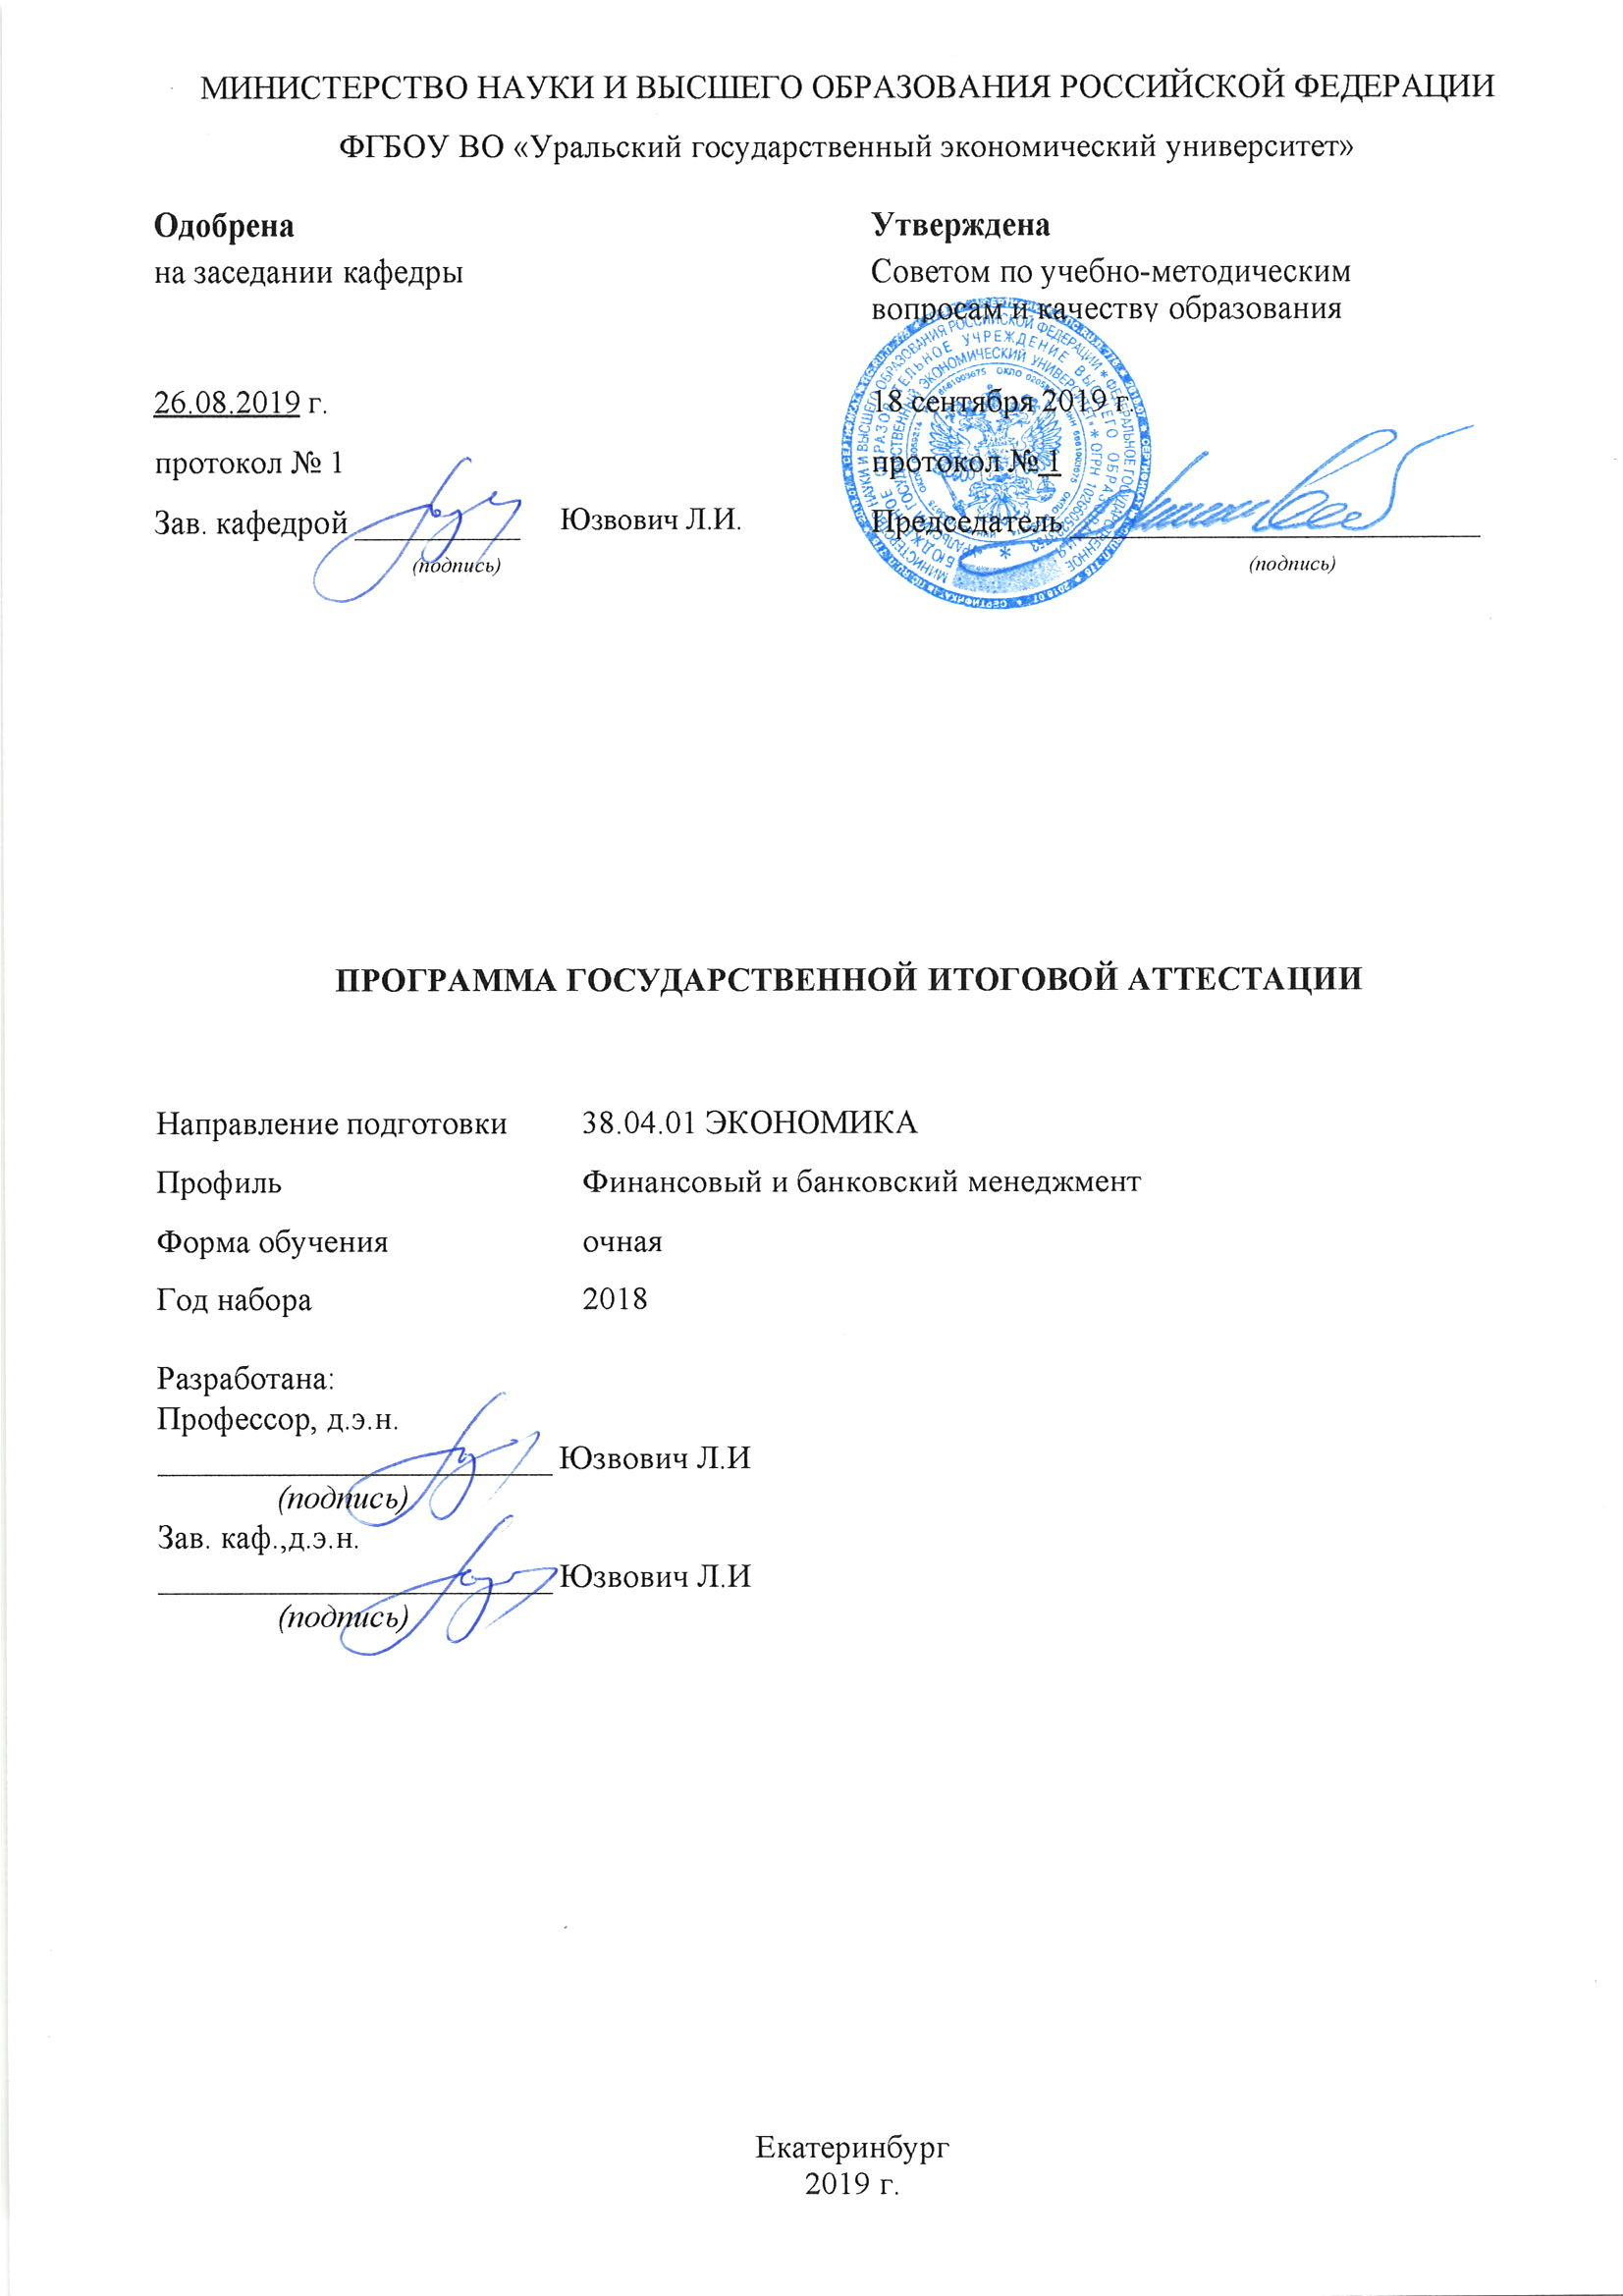 МИНИСТЕРСТВО НАУКИ И ВЫСШЕГО ОБРАЗОВАНИЯ РОССИЙСКОЙ ФЕДЕРАЦИИ
ФГБОУ ВО «Уральский государственный экономический университет»
Одобрена
на заседании кафедры
26.08.2019 г.
протокол № 1
Зав. кафедрой Юзвович Л.И.
(подпись)
Утверждена
Советом по учебно-методическим
вопросам и качеству образования
18 сентября 2019 г.
протокол № 1
Председатель
(подпись)
ПРОГРАММА ГОСУДАРСТВЕННОЙ ИТОГОВОЙ АТТЕСТАЦИИ
Направление подготовки 38.04.01 ЭКОНОМИКА
Профиль Финансовый и банковский менеджмент
Форма обучения очная
Год набора 2018
Разработана:
Профессор, д.э.н.
Юзвович Л.И
(подпись)
Зав. каф.,д.э.н.
Юзвович Л.И
(подпись)
Екатеринбург
2019 г.